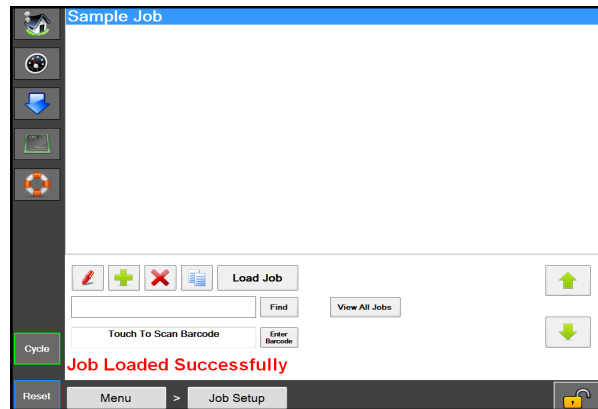 Sample Job
Load Job
Find
View All Jobs
Touch To Scan Barcode
Enter
Barcode
Cycle
Job Loaded Successfully
Reset
Menu > Job Setup